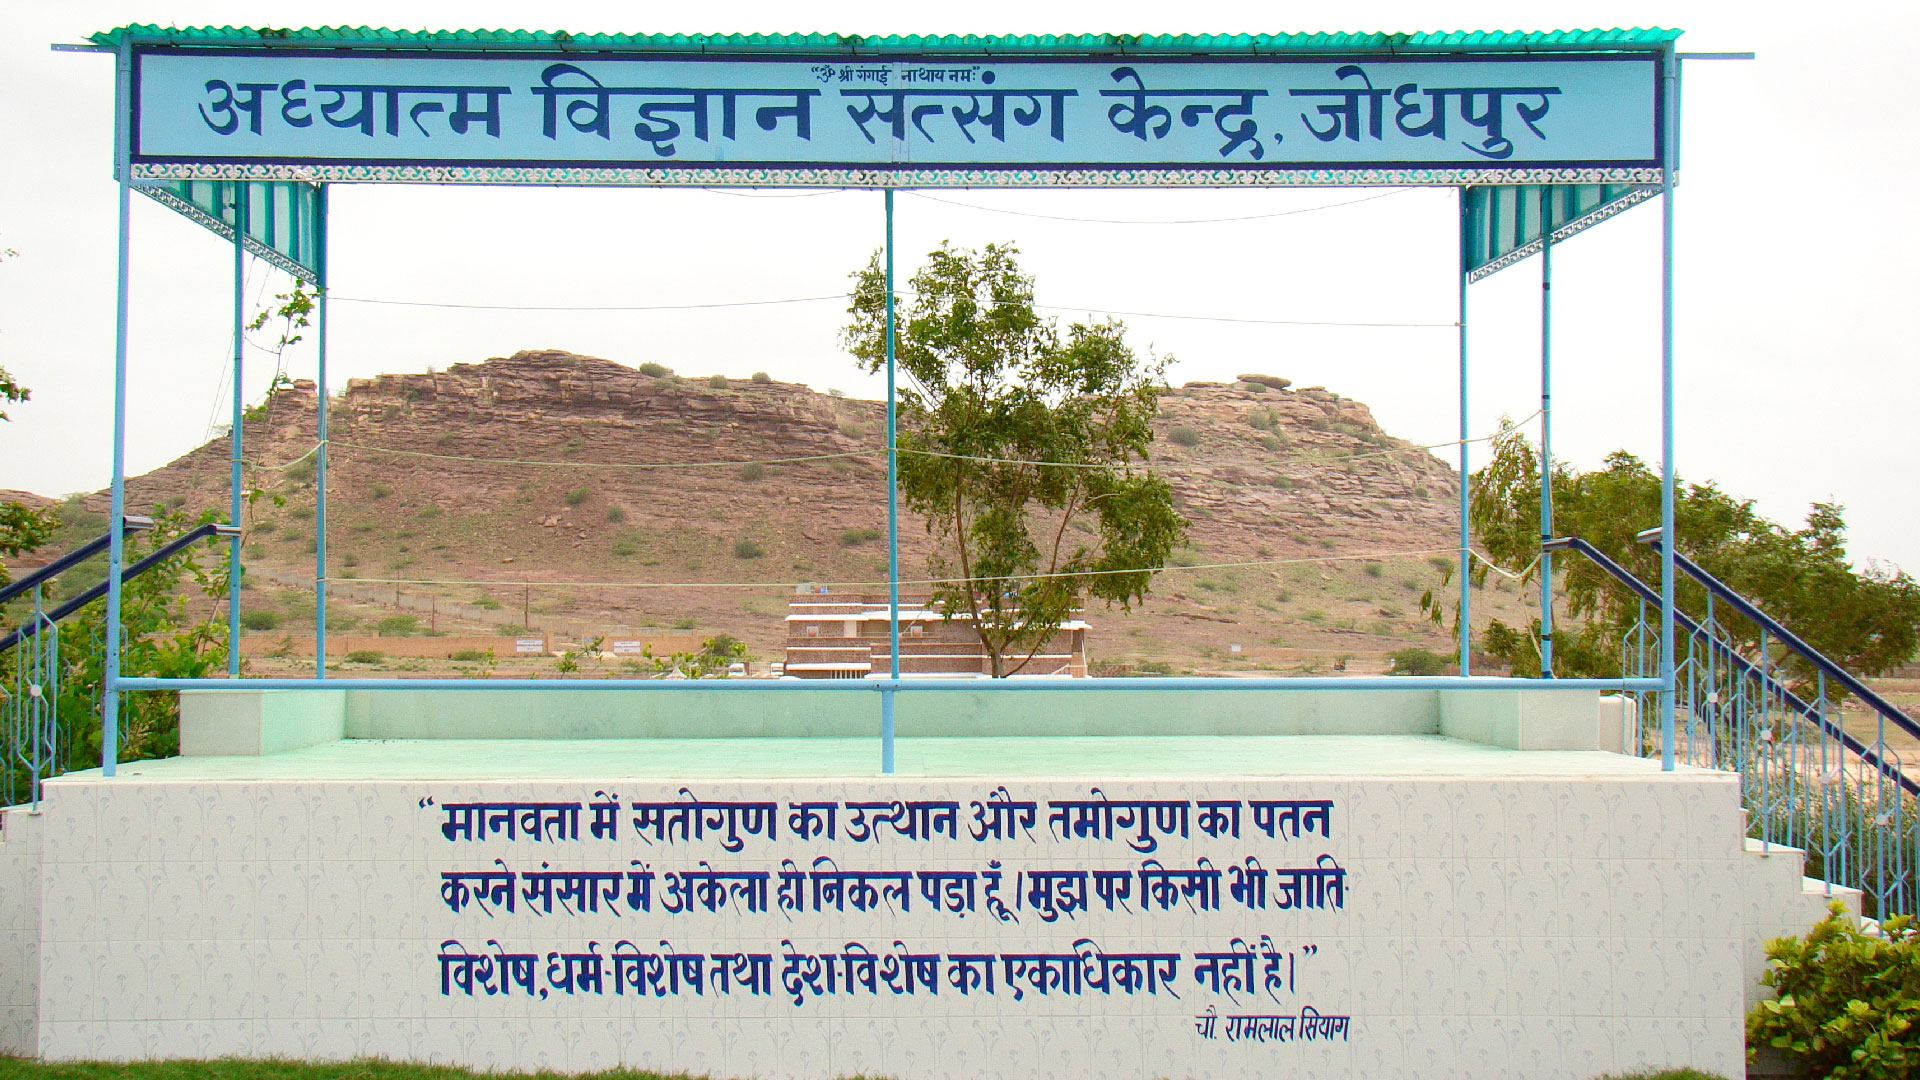 “ॐ श्री गंगाई नाथाय नमः”
अध्यात्म विज्ञान सत्संग केन्द्र, जोधपुर
“मानवता में सतोगुण का उत्थान और तमोगुण का पतन
करने संसार में अकेला ही निकल पड़ा हूँ। मुझ पर किसी भी जाति-
विशेष, धर्म-विशेष तथा देश-विशेष का एकाधिकार नहीं है।”
चौ. रामलाल सियाग